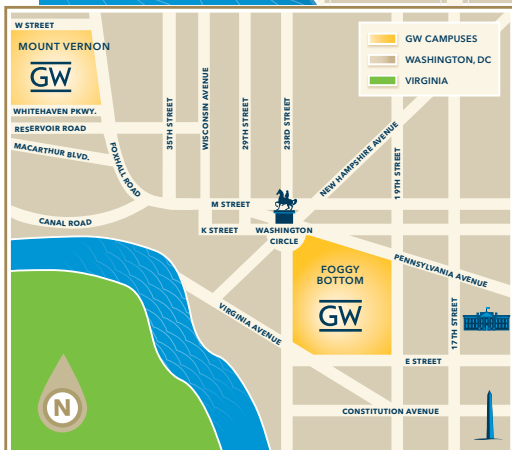 W STREET
MOUNT VERNON
GW
WHITEHAVEN PKWY.
RESERVOIR ROAD
MACARTHUR BLVD.
FOXHALL ROAD
CANAL ROAD
35TH STREET
WISCONSIN AVENUE
29TH STREET
23RD STREET
GW CAMPUSES
WASHINGTON, DC
VIRGINIA
NEW HAMPSHIRE AVENUE
19TH STREET
M STREET
K STREET
WASHINGTON
CIRCLE
FOGGY
BOTTOM
GW
PENNSYLVANIA AVENUE
VIRGINIA AVENUE
17TH STREET
E STREET
CONSTITUTION AVENUE
N